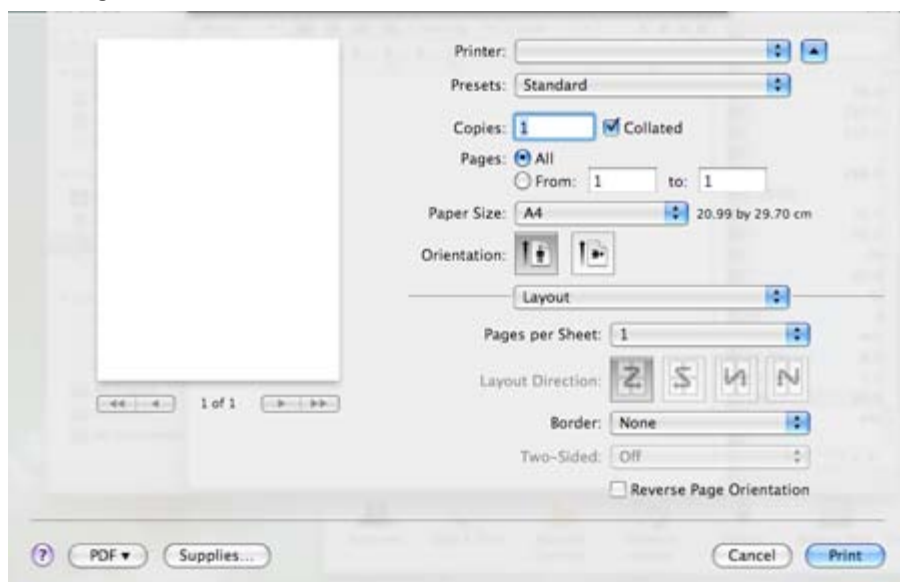 Printer:
Presets: Standard
Copies: 1 Collated
Pages: All
From: 1 to: 1
Paper Size: A4 20.99 by 29.70 cm
Orientation:
Layout
Pages per Sheet: 1
Layout Direction:
1 of 1
Border: None
Two-Sided: Off
Reverse Page Orientation
? PDF Supplies... Cancel Print